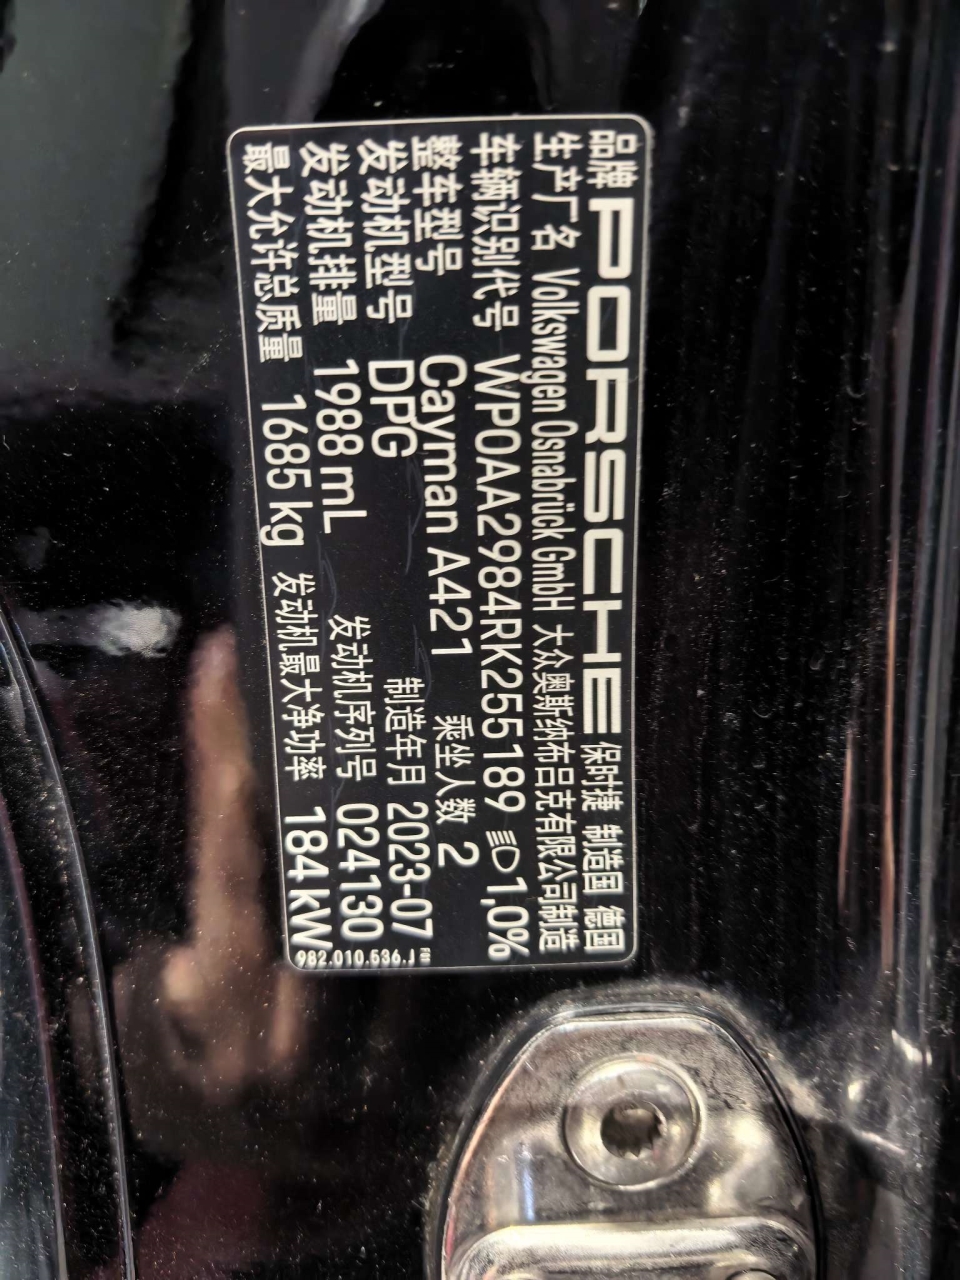 品牌 PORSCHE 保时捷 制造国 德国
生产厂名 Volkswagen Osnabrück GmbH 大众奥斯纳布吕克有限公司制造
车辆识别代号 WP0AA2984RK255189 1,0%
整车型号 Cayman A421 乘坐人数 2
发动机型号 DPG 制造年月 2023-07
发动机排量 1988 mL 发动机序列号 024130
最大允许总质量 1685 kg 发动机最大净功率 184 kW
982.010.536.J